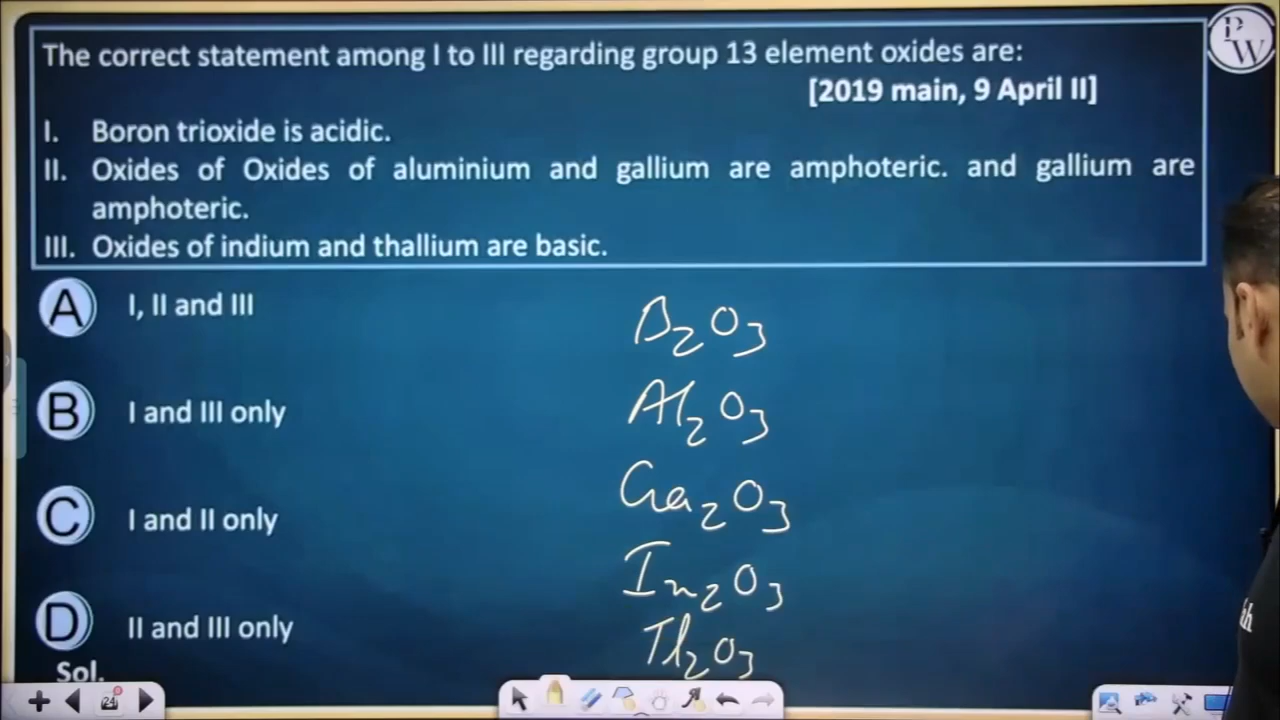 The correct statement among I to III regarding group 13 element oxides are:
[2019 main, 9 April II]
I. Boron trioxide is acidic.
II. Oxides of Oxides of aluminium and gallium are amphoteric. and gallium are
amphoteric.
III. Oxides of indium and thallium are basic.
A I, II and III
B I and III only
C I and II only
D II and III only
Sol.
B₂O₃
Al₂O₃
Ga₂O₃
In₂O₃
Tl₂O₃
PW
24